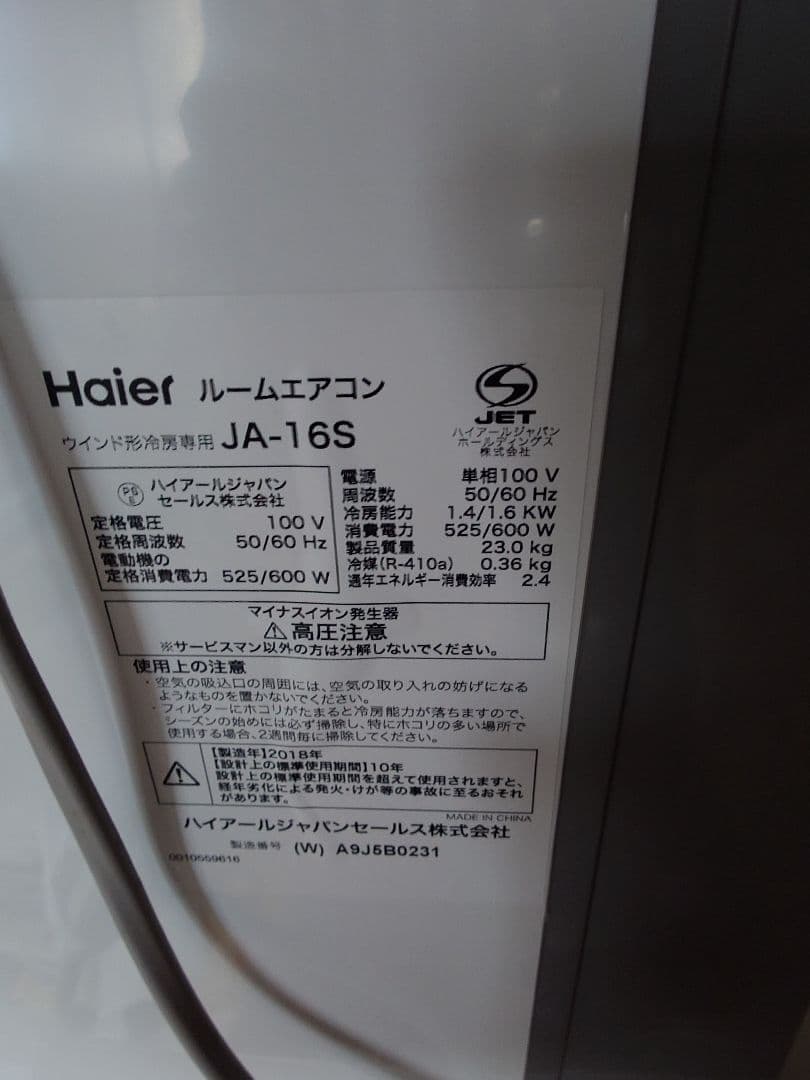 Haier ルームエアコン
ウインド形冷房専用 JA-16S
JET
ハイアールジャパン
ホールディングス
株式会社
PS
E
ハイアールジャパン
セールス株式会社
定格電圧 100 V
定格周波数 50/60 Hz
電動機の
定格消費電力 525/600 W
電源 単相100 V
周波数 50/60 Hz
冷房能力 1.4/1.6 KW
消費電力 525/600 W
製品質量 23.0 kg
冷媒(R-410a) 0.36 kg
通年エネルギー消費効率 2.4
マイナスイオン発生器
⚠高圧注意
※サービスマン以外の方は分解しないでください。
使用上の注意
・空気の吸込口の周囲には、空気の取り入れの妨げになる
ようなものを置かないでください。
・フィルターにホコリがたまると冷房能力が落ちますので、
シーズンの始めには必ず掃除し、特にホコリの多い場所で
使用する場合、2週間毎に掃除してください。
【製造年】2018年
【設計上の標準使用期間】10年
設計上の標準使用期間を超えて使用されますと、
経年劣化による発火・けが等の事故に至るおそれ
があります。
MADE IN CHINA
ハイアールジャパンセールス株式会社
製造番号 (W) A9J5B0231
0010559616